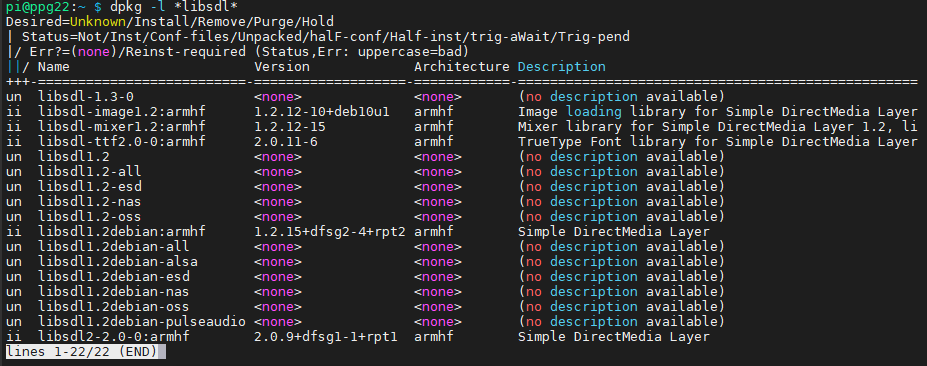 pi@ppg22:~ $ dpkg -l *libsdl*
Desired=Unknown/Install/Remove/Purge/Hold
| Status=Not/Inst/Conf-files/Unpacked/halF-conf/Half-inst/trig-aWait/Trig-pend
|/ Err?=(none)/Reinst-required (Status,Err: uppercase=bad)
||/ Name                      Version             Architecture Description
+++-=========================-===================-============-==================================================
un  libsdl-1.3-0              <none>              <none>       (no description available)
ii  libsdl-image1.2:armhf     1.2.12-10+deb10u1   armhf        Image loading library for Simple DirectMedia Layer
ii  libsdl-mixer1.2:armhf     1.2.12-15           armhf        Mixer library for Simple DirectMedia Layer 1.2, li
ii  libsdl-ttf2.0-0:armhf     2.0.11-6            armhf        TrueType Font library for Simple DirectMedia Layer
un  libsdl1.2                 <none>              <none>       (no description available)
un  libsdl1.2-all             <none>              <none>       (no description available)
un  libsdl1.2-esd             <none>              <none>       (no description available)
un  libsdl1.2-nas             <none>              <none>       (no description available)
un  libsdl1.2-oss             <none>              <none>       (no description available)
ii  libsdl1.2debian:armhf     1.2.15+dfsg2-4+rpt2 armhf        Simple DirectMedia Layer
un  libsdl1.2debian-all       <none>              <none>       (no description available)
un  libsdl1.2debian-alsa      <none>              <none>       (no description available)
un  libsdl1.2debian-esd       <none>              <none>       (no description available)
un  libsdl1.2debian-nas       <none>              <none>       (no description available)
un  libsdl1.2debian-oss       <none>              <none>       (no description available)
un  libsdl1.2debian-pulseaudio <none>             <none>       (no description available)
ii  libsdl2-2.0-0:armhf       2.0.9+dfsg1-1+rpt1  armhf        Simple DirectMedia Layer
lines 1-22/22 (END)